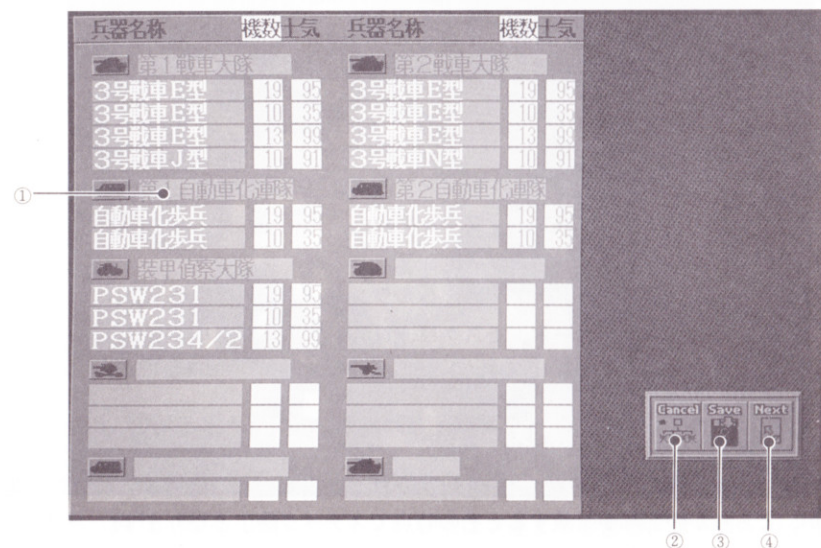 兵器名称 機数 士気
第1戦車大隊
3号戦車E型 19 95
3号戦車E型 10 35
3号戦車E型 13 99
3号戦車J型 10 91
① 第 自動車化連隊
自動車化歩兵 19 95
自動車化歩兵 10 35
装甲偵察大隊
PSW231 19 95
PSW231 10 35
PSW234/2 13 99
兵器名称 機数 士気
第2戦車大隊
3号戦車E型 19 95
3号戦車E型 10 35
3号戦車E型 13 99
3号戦車N型 10 91
第2自動車化連隊
自動車化歩兵 19 95
自動車化歩兵 10 35
Cancel Save Next
② ③ ④